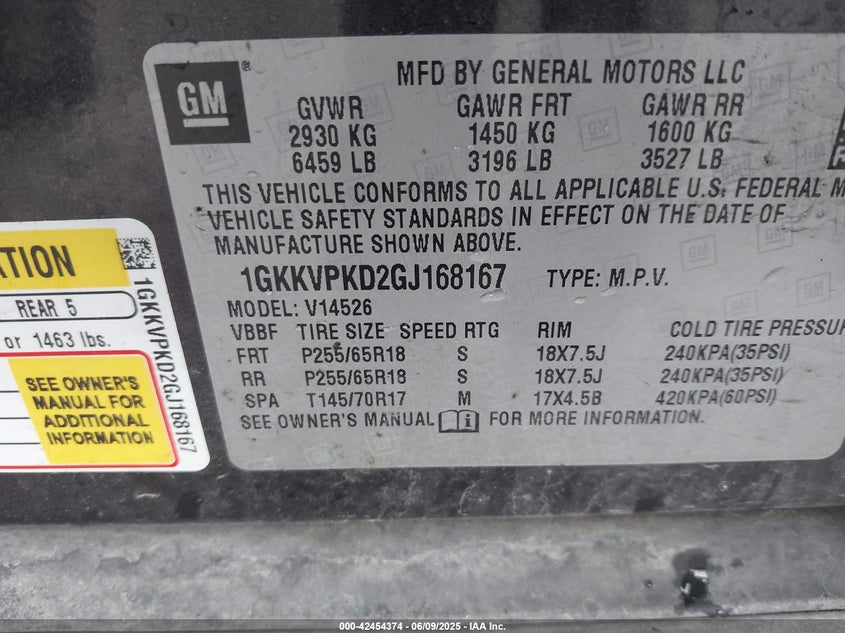 GM
®
MFD BY GENERAL MOTORS LLC
GVWR GAWR FRT GAWR RR
2930 KG 1450 KG 1600 KG
6459 LB 3196 LB 3527 LB
THIS VEHICLE CONFORMS TO ALL APPLICABLE U.S. FEDERAL M
VEHICLE SAFETY STANDARDS IN EFFECT ON THE DATE OF
MANUFACTURE SHOWN ABOVE.
1GKKVPKD2GJ168167 TYPE: M.P.V.
MODEL: V14526
VBBF TIRE SIZE SPEED RTG RIM COLD TIRE PRESSUR
FRT P255/65R18 S 18X7.5J 240KPA(35PSI)
RR P255/65R18 S 18X7.5J 240KPA(35PSI)
SPA T145/70R17 M 17X4.5B 420KPA(60PSI)
SEE OWNER'S MANUAL i FOR MORE INFORMATION.
ATION
REAR 5
or 1463 lbs.
SEE OWNER'S
MANUAL FOR
ADDITIONAL
INFORMATION
1GKKVPKD2GJ168167
000-42454374 - 06/09/2025 - IAA Inc.